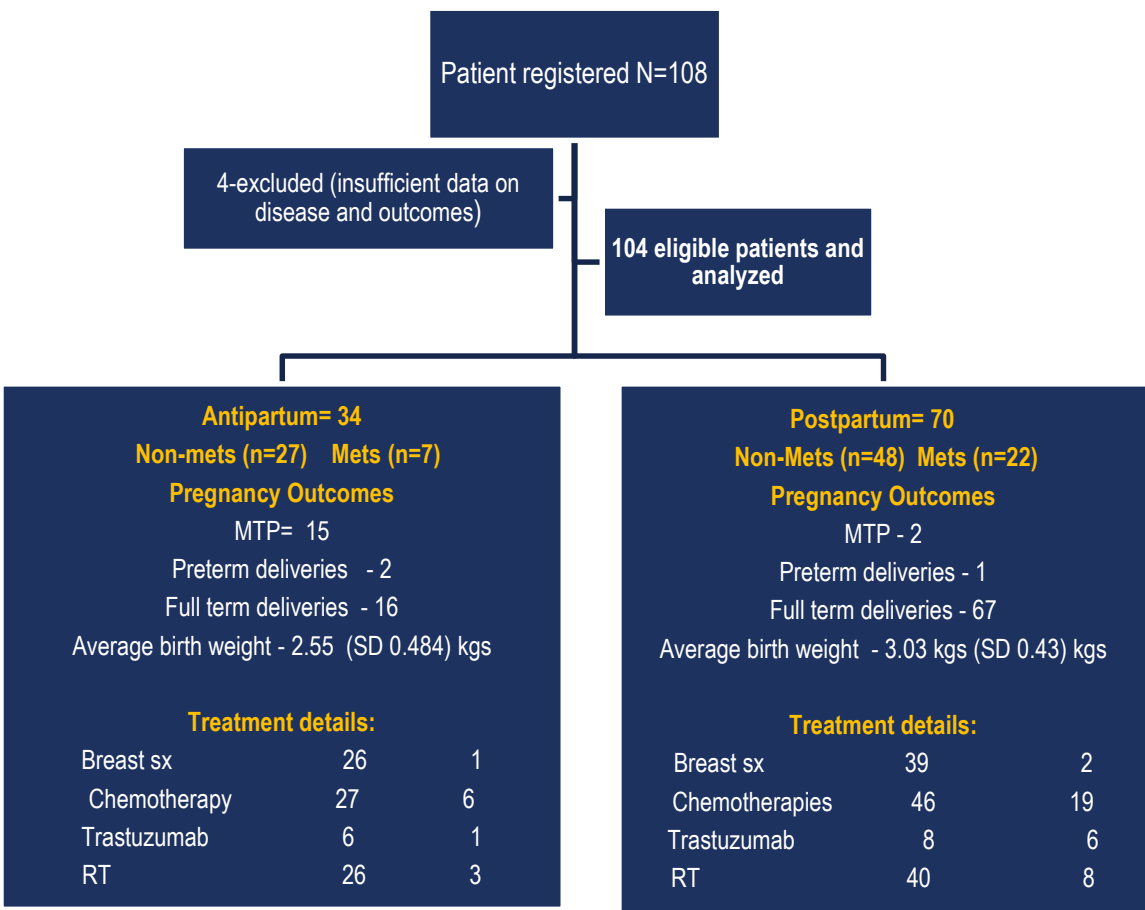 Patient registered N=108
4-excluded (insufficient data on
disease and outcomes)
104 eligible patients and
analyzed
Antipartum= 34
Non-mets (n=27) Mets (n=7)
Pregnancy Outcomes
MTP= 15
Preterm deliveries - 2
Full term deliveries - 16
Average birth weight - 2.55 (SD 0.484) kgs
Treatment details:
Breast sx 26 1
Chemotherapy 27 6
Trastuzumab 6 1
RT 26 3
Postpartum= 70
Non-Mets (n=48) Mets (n=22)
Pregnancy Outcomes
MTP - 2
Preterm deliveries - 1
Full term deliveries - 67
Average birth weight - 3.03 kgs (SD 0.43) kgs
Treatment details:
Breast sx 39 2
Chemotherapies 46 19
Trastuzumab 8 6
RT 40 8